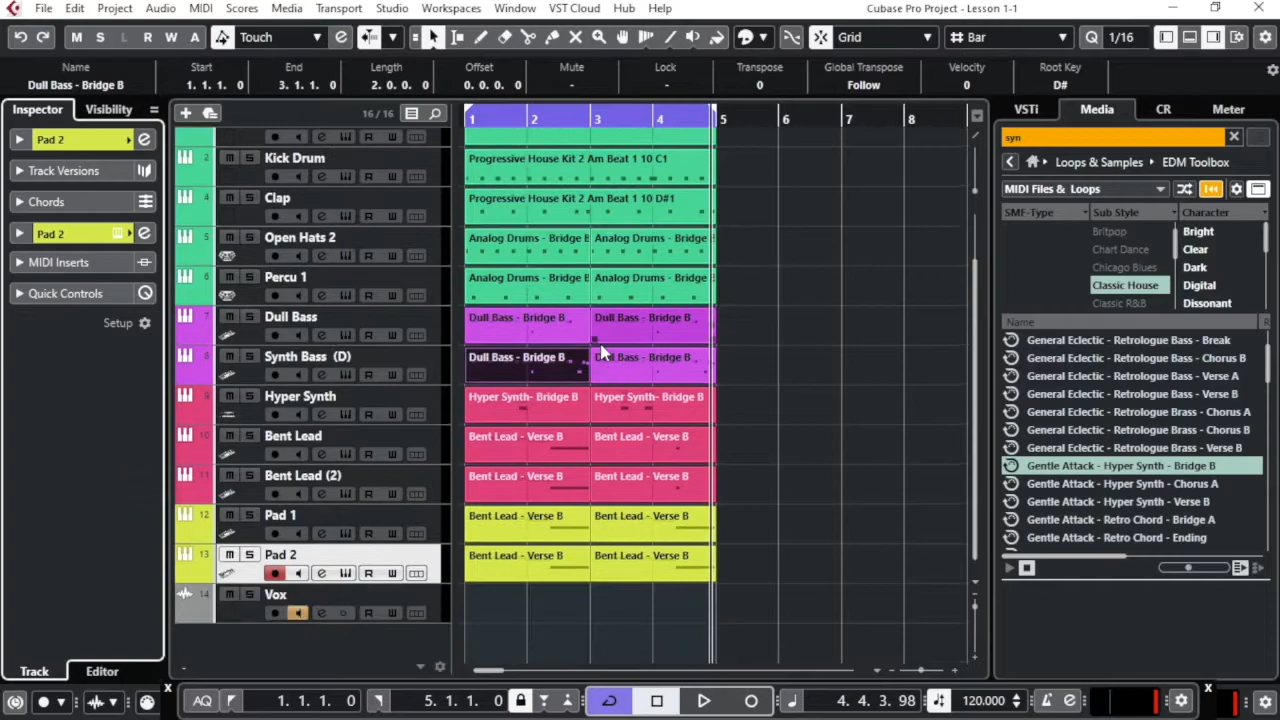 File Edit Project Audio MIDI Scores Media Transport Studio Workspaces Window VST Cloud Hub Help Cubase Pro Project - Lesson 1-1
M S L R W A Touch Grid Bar Q 1/16
Name Start End Length Offset Mute Lock Transpose Global Transpose Velocity Root Key
Dull Bass - Bridge B 1. 1. 1. 0 3. 1. 1. 0 2. 0. 0. 0 0. 0. 0. 0 - - 0 Follow 0 D#
Inspector Visibility
Pad 2
Track Versions
Chords
Pad 2
MIDI Inserts
Quick Controls
Setup
Track Editor
16 / 16
1 2 3 4 5 6 7 8
2 Kick Drum Progressive House Kit 2 Am Beat 1 10 C1
4 Clap Progressive House Kit 2 Am Beat 1 10 D#1
5 Open Hats 2 Analog Drums - Bridge B Analog Drums - Bridge
6 Percu 1 Analog Drums - Bridge B Analog Drums - Bridge
7 Dull Bass Dull Bass - Bridge B Dull Bass - Bridge B
8 Synth Bass (D) Dull Bass - Bridge B Dull Bass - Bridge B
9 Hyper Synth Hyper Synth- Bridge B Hyper Synth- Bridge B
10 Bent Lead Bent Lead - Verse B Bent Lead - Verse B
11 Bent Lead (2) Bent Lead - Verse B Bent Lead - Verse B
12 Pad 1 Bent Lead - Verse B Bent Lead - Verse B
13 Pad 2 Bent Lead - Verse B Bent Lead - Verse B
14 Vox
VSTi Media CR Meter
syn
Loops & Samples EDM Toolbox
MIDI Files & Loops
SMF-Type Sub Style Character
Britpop Bright
Chart Dance Clear
Chicago Blues Dark
Classic House Digital
Classic R&B Dissonant
Name R
General Eclectic - Retrologue Bass - Break
General Eclectic - Retrologue Bass - Chorus B
General Eclectic - Retrologue Bass - Verse A
General Eclectic - Retrologue Bass - Verse B
General Eclectic - Retrologue Brass - Chorus A
General Eclectic - Retrologue Brass - Chorus B
General Eclectic - Retrologue Brass - Verse B
Gentle Attack - Hyper Synth - Bridge B
Gentle Attack - Hyper Synth - Chorus A
Gentle Attack - Hyper Synth - Verse B
Gentle Attack - Retro Chord - Bridge A
Gentle Attack - Retro Chord - Ending
AQ 1. 1. 1. 0 5. 1. 1. 0 4. 4. 3. 98 120.000